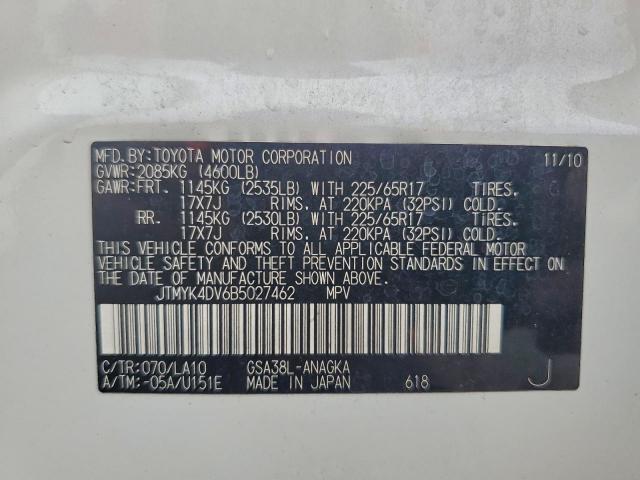 MFD. BY: TOYOTA MOTOR CORPORATION 11/10
GVWR: 2085KG (4600LB)
GAWR: FRT. 1145KG (2535LB) WITH 225/65R17 TIRES.
17X7J RIMS. AT 220KPA (32PSI) COLD.
RR. 1145KG (2530LB) WITH 225/65R17 TIRES.
17X7J RIMS. AT 220KPA (32PSI) COLD.
THIS VEHICLE CONFORMS TO ALL APPLICABLE FEDERAL MOTOR
VEHICLE SAFETY AND THEFT PREVENTION STANDARDS IN EFFECT ON
THE DATE OF MANUFACTURE SHOWN ABOVE.
JTMYK4DV6B5027462 MPV
C/TR: 070/LA10 GSA38L-ANAGKA
A/TM: -05A/U151E MADE IN JAPAN 618 J